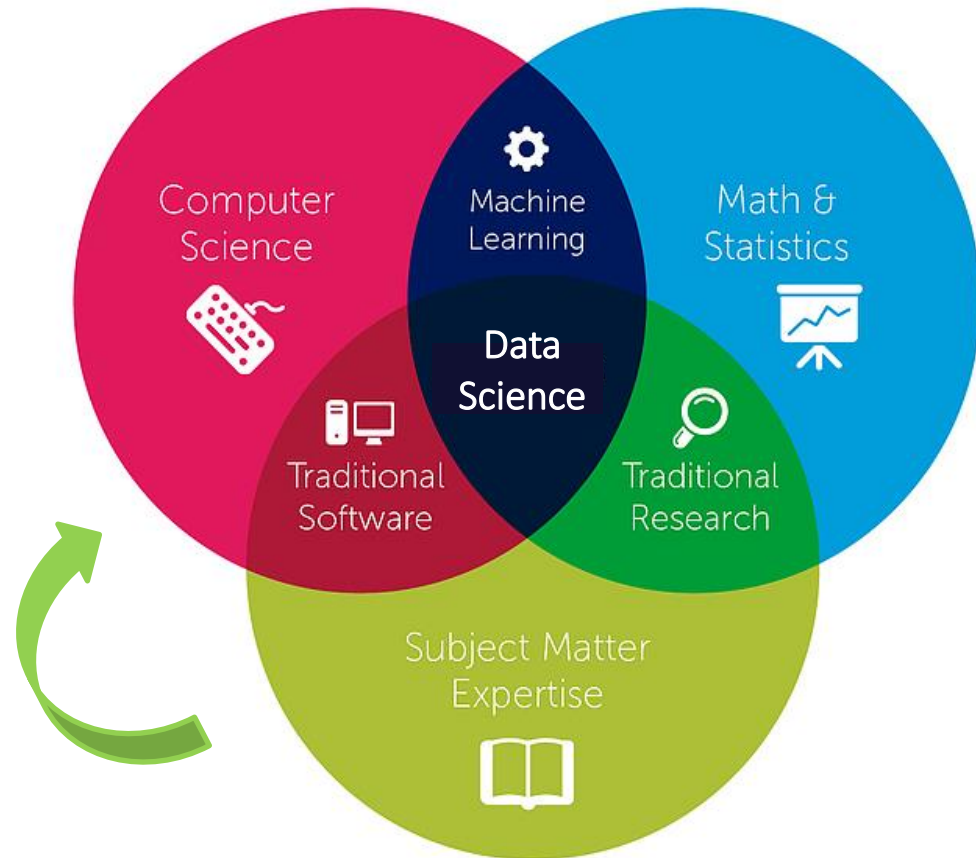 Computer
Science
Machine
Learning
Math &
Statistics
Data
Science
Traditional
Software
Traditional
Research
Subject Matter
Expertise